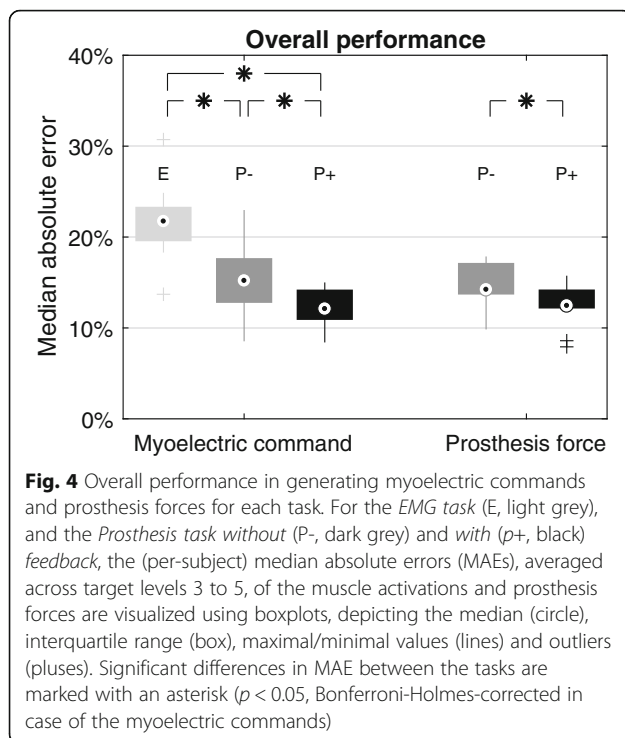 Overall performance
40%
30%
20%
10%
0%
Median absolute error
E
P-
P+
P-
P+
Myoelectric command
Prosthesis force
Fig. 4 Overall performance in generating myoelectric commands
and prosthesis forces for each task. For the EMG task (E, light grey),
and the Prosthesis task without (P-, dark grey) and with (p+, black)
feedback, the (per-subject) median absolute errors (MAEs), averaged
across target levels 3 to 5, of the muscle activations and prosthesis
forces are visualized using boxplots, depicting the median (circle),
interquartile range (box), maximal/minimal values (lines) and outliers
(pluses). Significant differences in MAE between the tasks are
marked with an asterisk (p < 0.05, Bonferroni-Holmes-corrected in
case of the myoelectric commands)